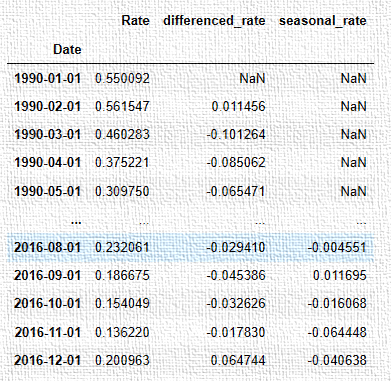 Rate differenced_rate seasonal_rate
Date
1990-01-01 0.550092 NaN NaN
1990-02-01 0.561547 0.011456 NaN
1990-03-01 0.460283 -0.101264 NaN
1990-04-01 0.375221 -0.085062 NaN
1990-05-01 0.309750 -0.065471 NaN
... ... ... ...
2016-08-01 0.232061 -0.029410 -0.004551
2016-09-01 0.186675 -0.045386 0.011695
2016-10-01 0.154049 -0.032626 -0.016068
2016-11-01 0.136220 -0.017830 -0.064448
2016-12-01 0.200963 0.064744 -0.040638